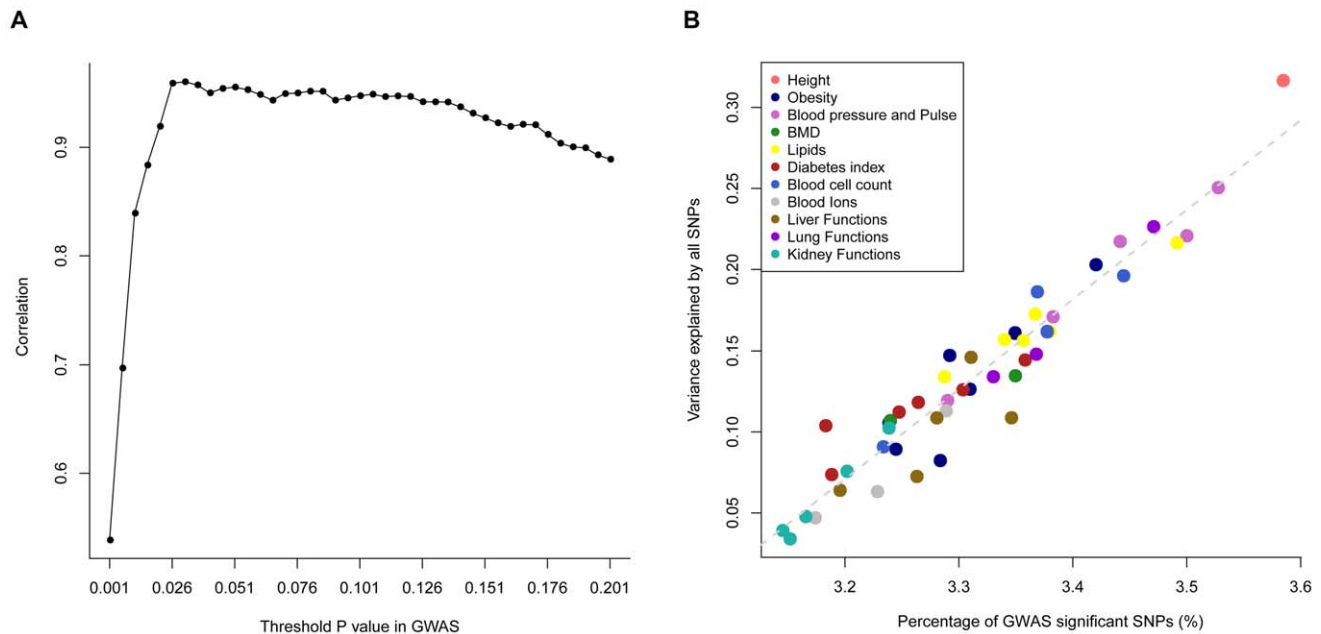 A
Correlation
0.9
0.8
0.7
0.6
0.001 0.026 0.051 0.076 0.101 0.126 0.151 0.176 0.201
Threshold P value in GWAS
B
Variance explained by all SNPs
0.30
0.25
0.20
0.15
0.10
0.05
Height
Obesity
Blood pressure and Pulse
BMD
Lipids
Diabetes index
Blood cell count
Blood Ions
Liver Functions
Lung Functions
Kidney Functions
3.2 3.3 3.4 3.5 3.6
Percentage of GWAS significant SNPs (%)